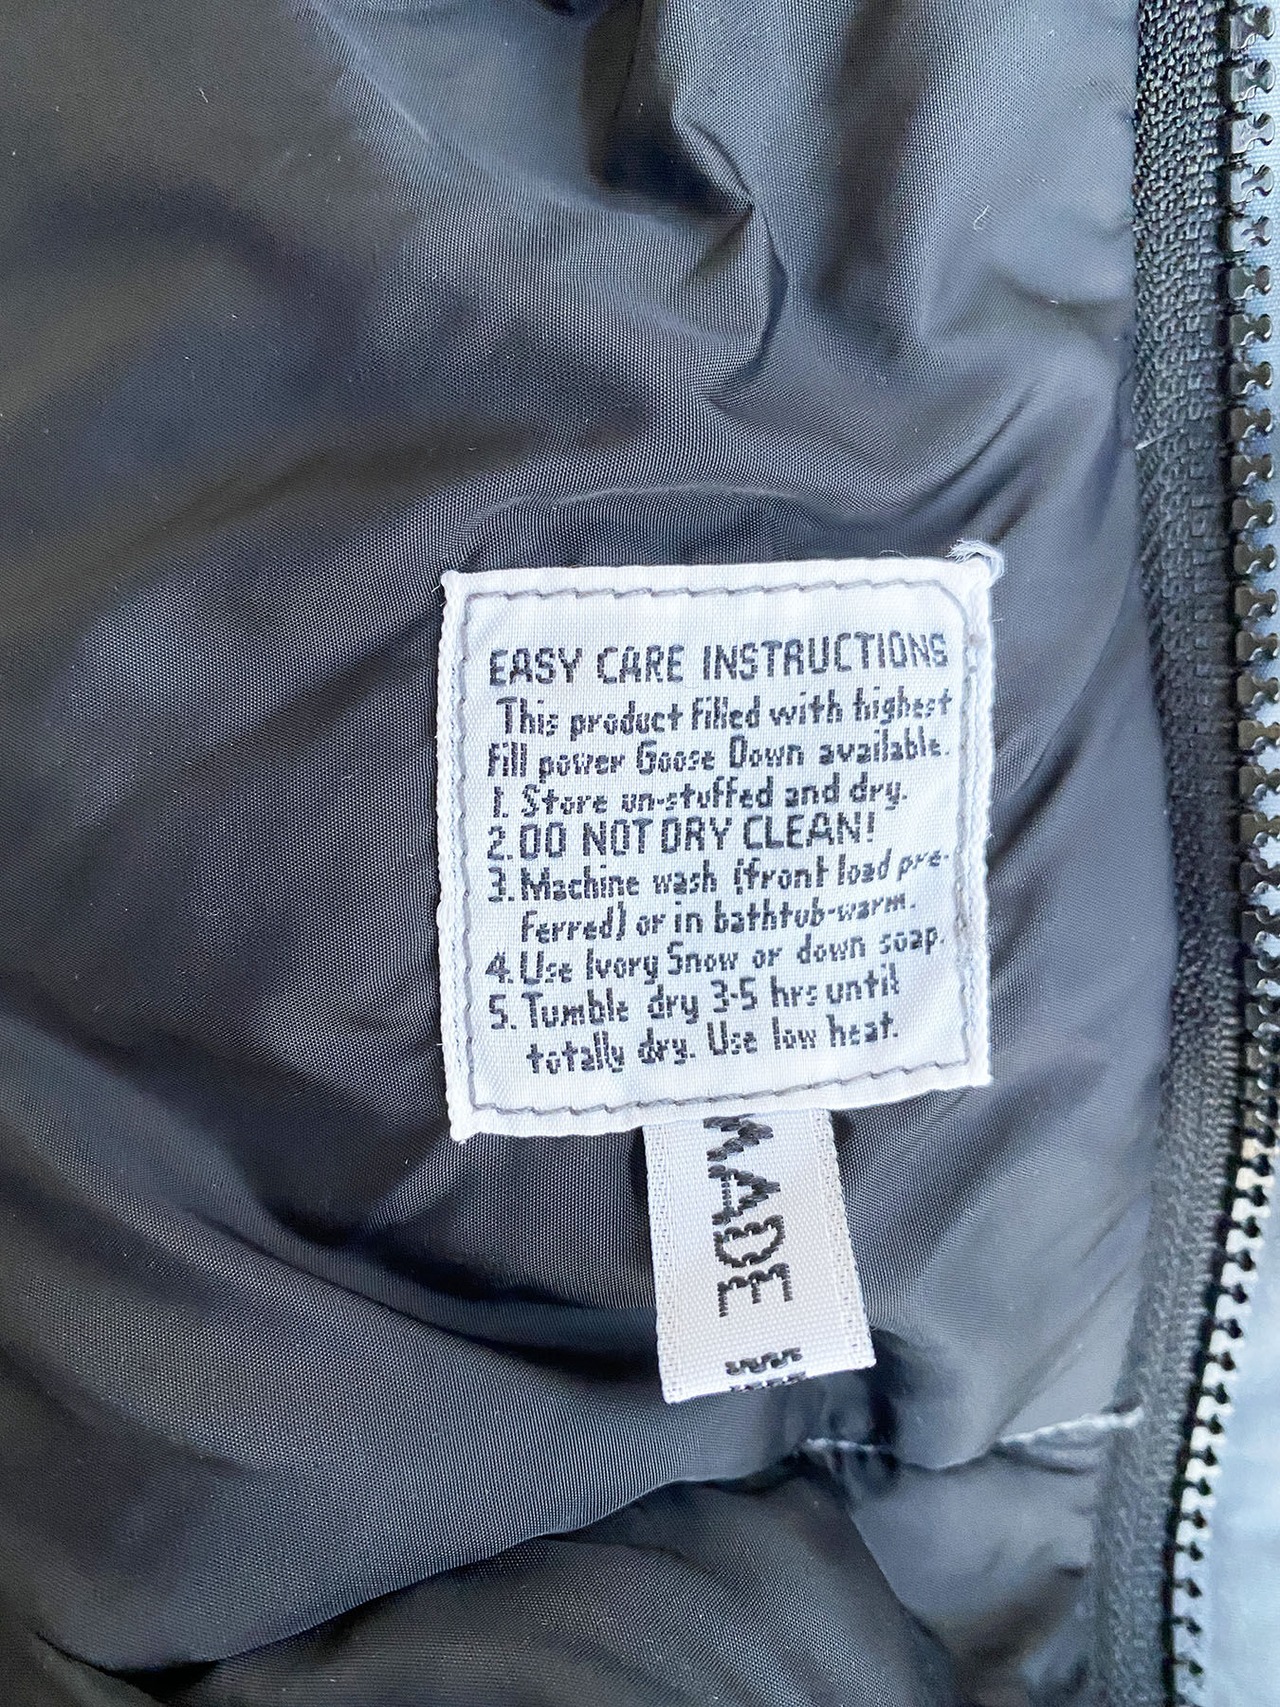 EASY CARE INSTRUCTIONS
This product filled with highest
fill power Goose Down available.
1. Store un-stuffed and dry.
2. DO NOT DRY CLEAN!
3. Machine wash (front load pre-
ferred) or in bathtub-warm.
4. Use Ivory Snow or down soap.
5. Tumble dry 3-5 hrs until
totally dry. Use low heat.
MADE